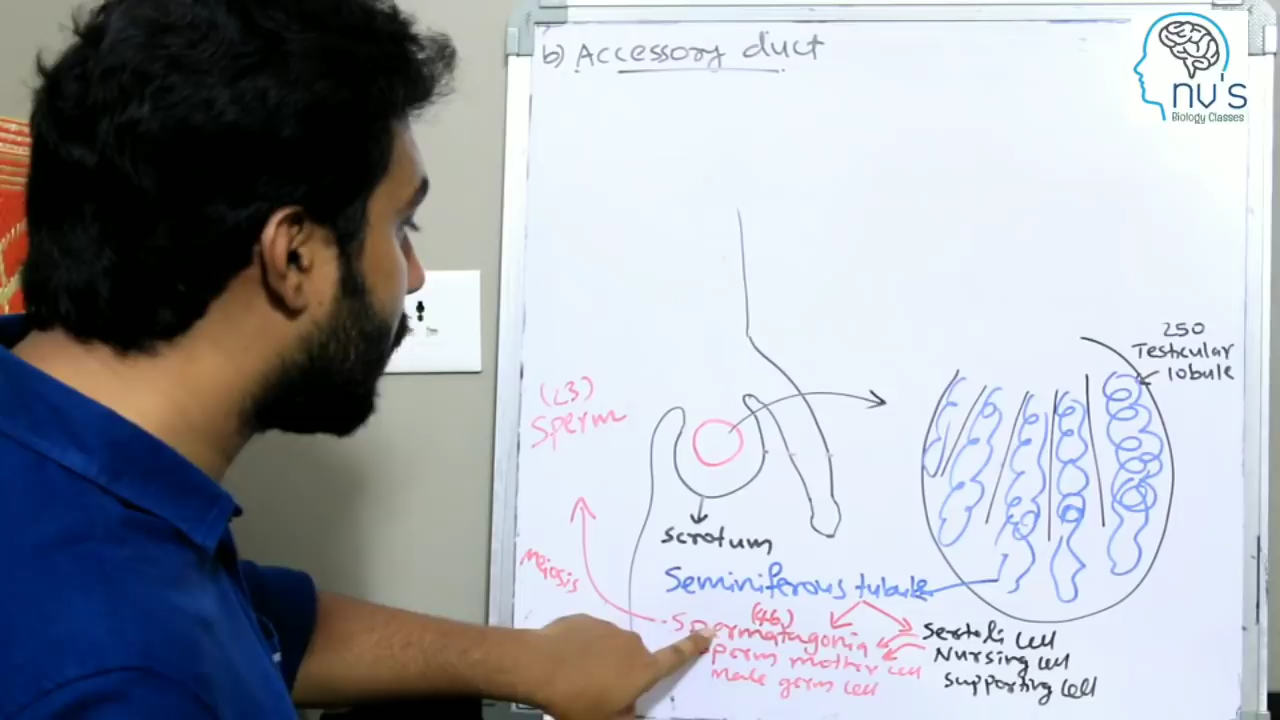 b) Accessory duct
nv's
Biology Classes
250
Testicular
lobule
(23)
Sperm
scrotum
meiosis
Seminiferous tubule
(46)
Spermatagonia
Sperm mother cell
Male germ cell
Sertoli cell
Nursing cell
Supporting cell